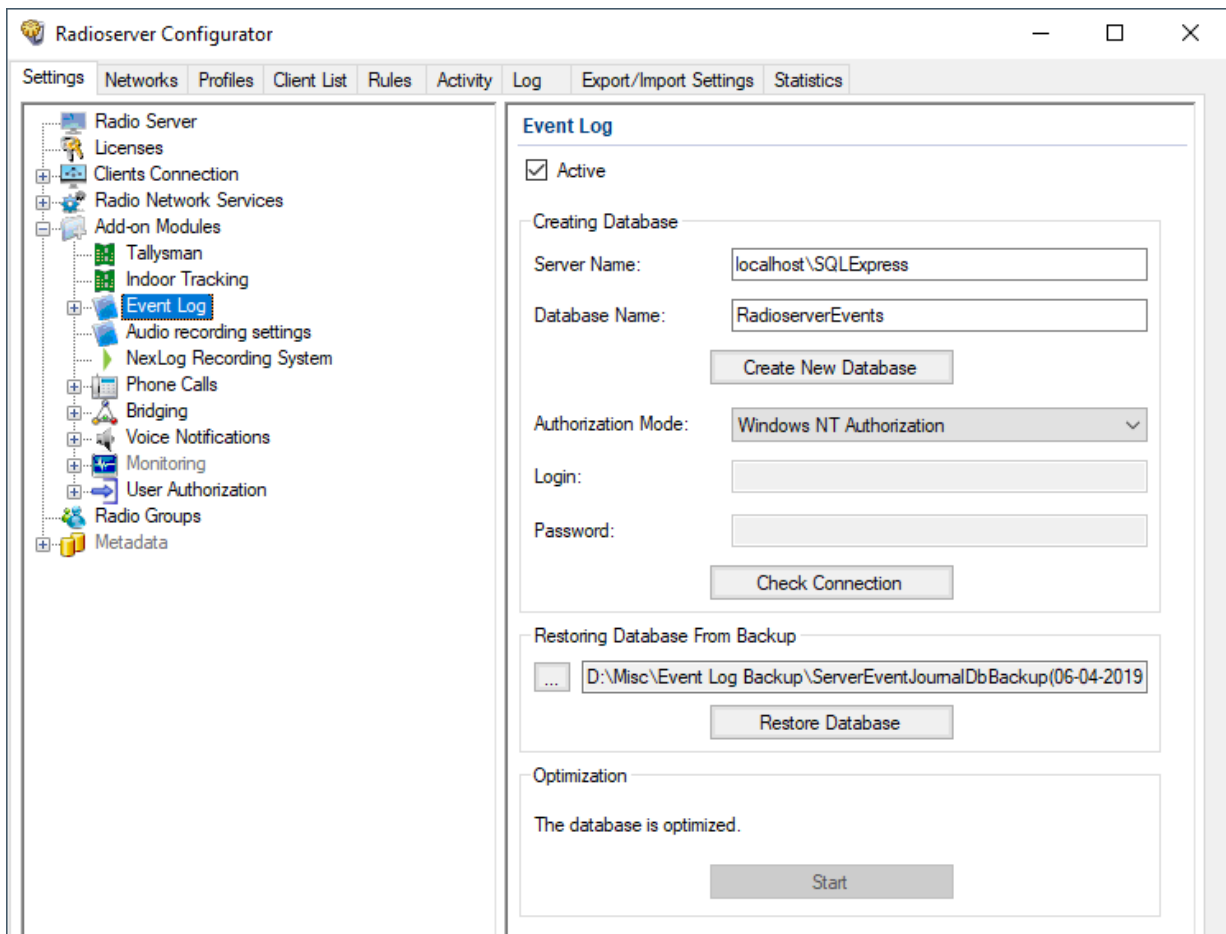 Radioserver Configurator
Settings Networks Profiles Client List Rules Activity Log Export/Import Settings Statistics
Radio Server
Licenses
Clients Connection
Radio Network Services
Add-on Modules
Tallysman
Indoor Tracking
Event Log
Audio recording settings
NexLog Recording System
Phone Calls
Bridging
Voice Notifications
Monitoring
User Authorization
Radio Groups
Metadata
Event Log
Active
Creating Database
Server Name: localhost\SQLExpress
Database Name: RadioserverEvents
Create New Database
Authorization Mode: Windows NT Authorization
Login:
Password:
Check Connection
Restoring Database From Backup
... D:\Misc\Event Log Backup\ServerEventJournalDbBackup(06-04-2019
Restore Database
Optimization
The database is optimized.
Start